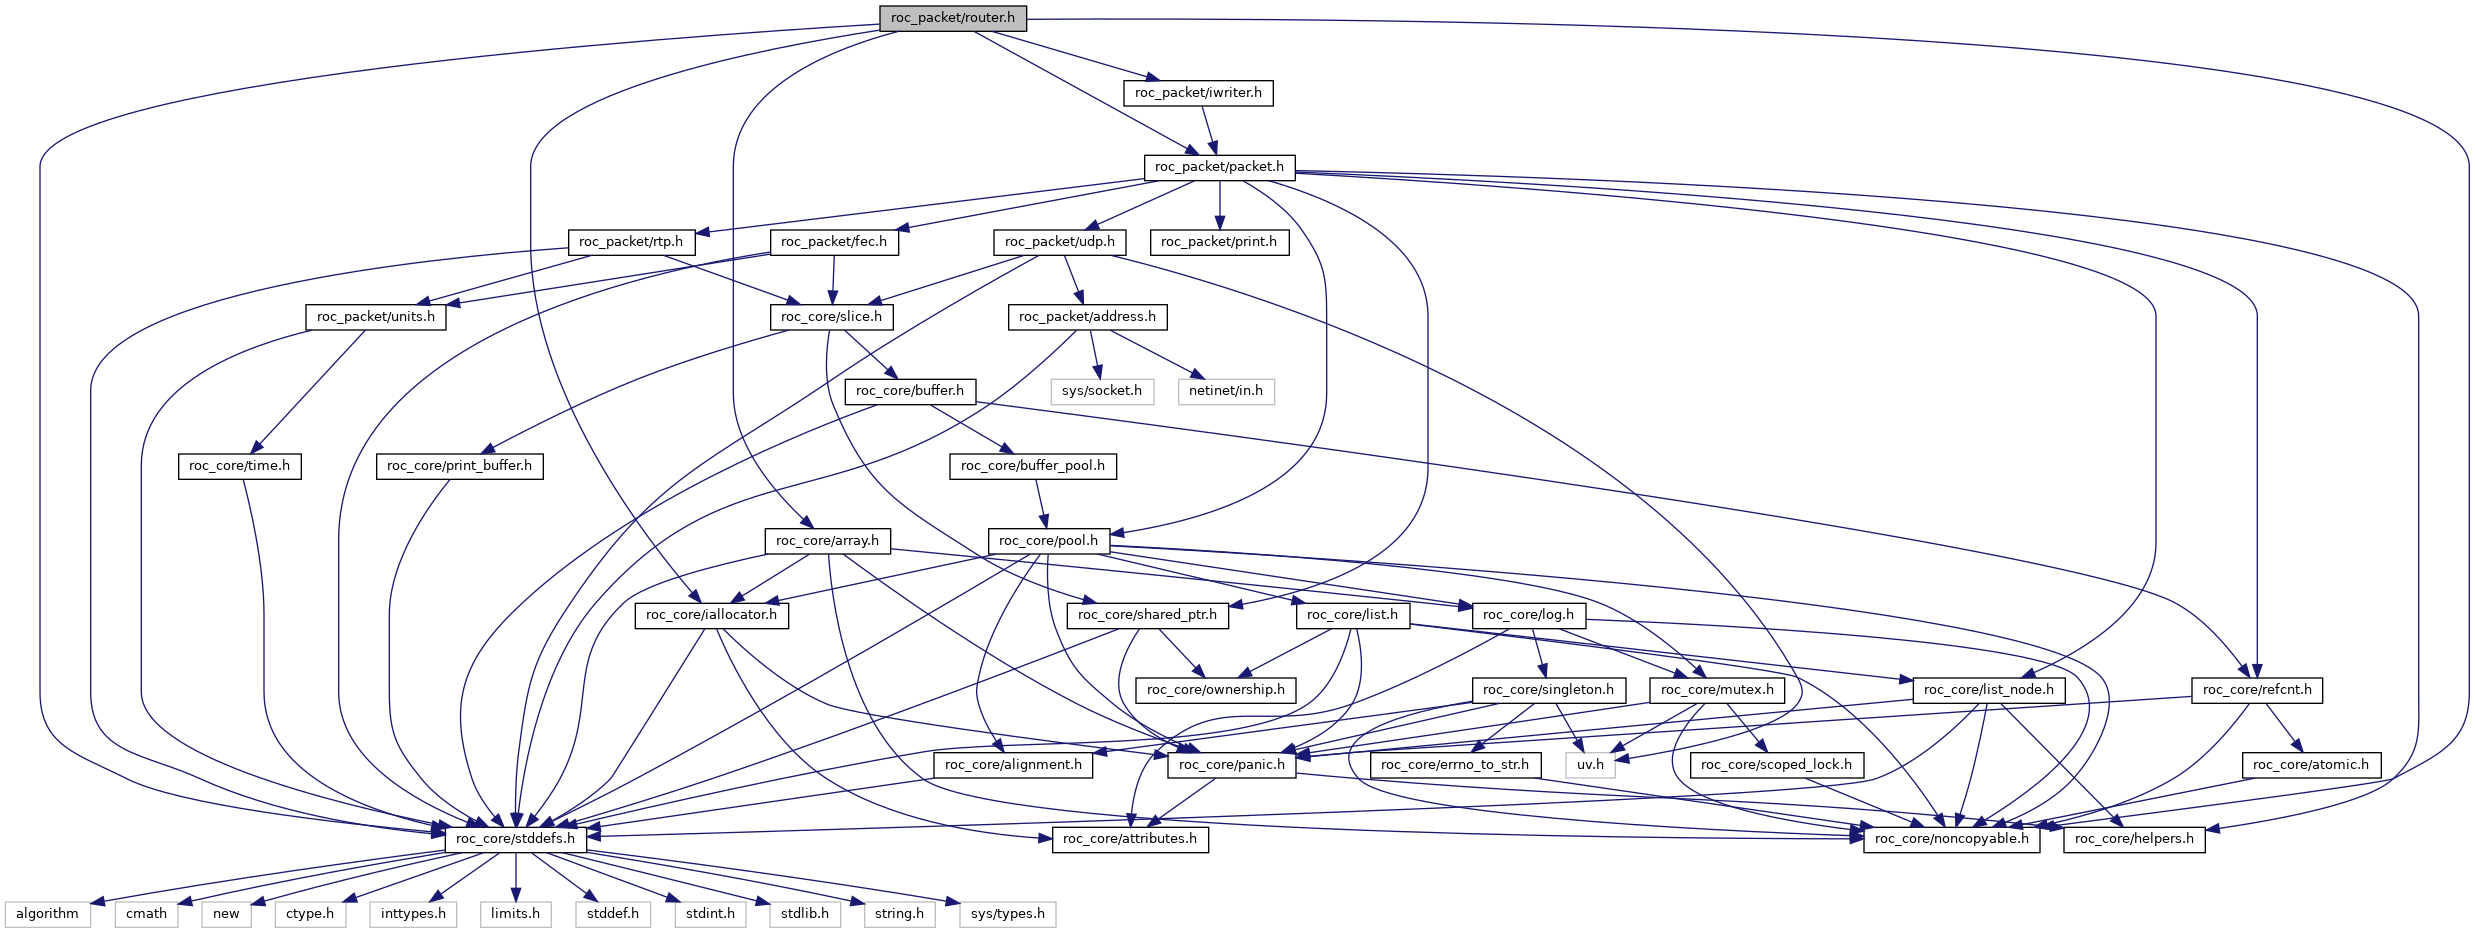 roc_packet/router.h
roc_packet/iwriter.h
roc_packet/packet.h
roc_packet/rtp.h
roc_packet/fec.h
roc_packet/udp.h
roc_packet/print.h
roc_packet/units.h
roc_core/slice.h
roc_packet/address.h
roc_core/buffer.h
sys/socket.h
netinet/in.h
roc_core/time.h
roc_core/print_buffer.h
roc_core/buffer_pool.h
roc_core/array.h
roc_core/pool.h
roc_core/iallocator.h
roc_core/shared_ptr.h
roc_core/list.h
roc_core/log.h
roc_core/ownership.h
roc_core/singleton.h
roc_core/mutex.h
roc_core/list_node.h
roc_core/refcnt.h
roc_core/alignment.h
roc_core/panic.h
roc_core/errno_to_str.h
uv.h
roc_core/scoped_lock.h
roc_core/atomic.h
roc_core/stddefs.h
roc_core/attributes.h
roc_core/noncopyable.h
roc_core/helpers.h
algorithm
cmath
new
ctype.h
inttypes.h
limits.h
stddef.h
stdint.h
stdlib.h
string.h
sys/types.h